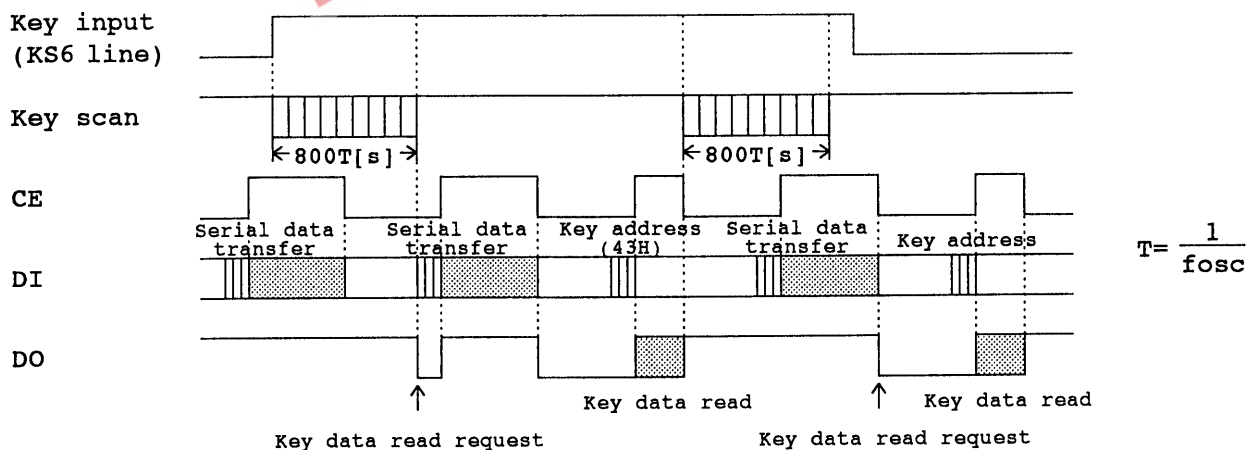 Key input
(KS6 line)
Key scan
800T[s]
800T[s]
CE
Serial data
transfer
Serial data
transfer
Key address
(43H)
Serial data
transfer
Key address
DI
T= 1
fosc
DO
Key data read
Key data read
Key data read request
Key data read request